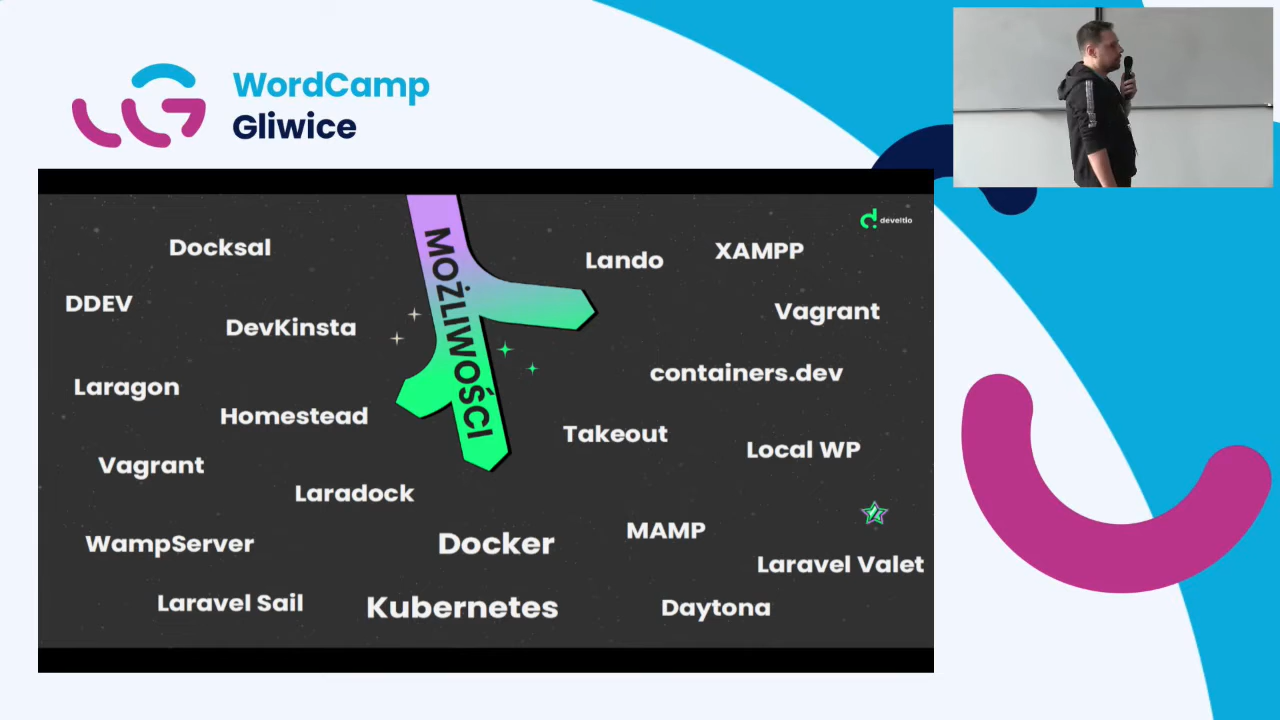 WordCamp
Gliwice
develtio
MOŻLIWOŚCI
Docksal
DDEV
DevKinsta
Laragon
Homestead
Vagrant
Laradock
WampServer
Laravel Sail
Docker
Kubernetes
Lando
XAMPP
Vagrant
containers.dev
Takeout
Local WP
MAMP
Laravel Valet
Daytona